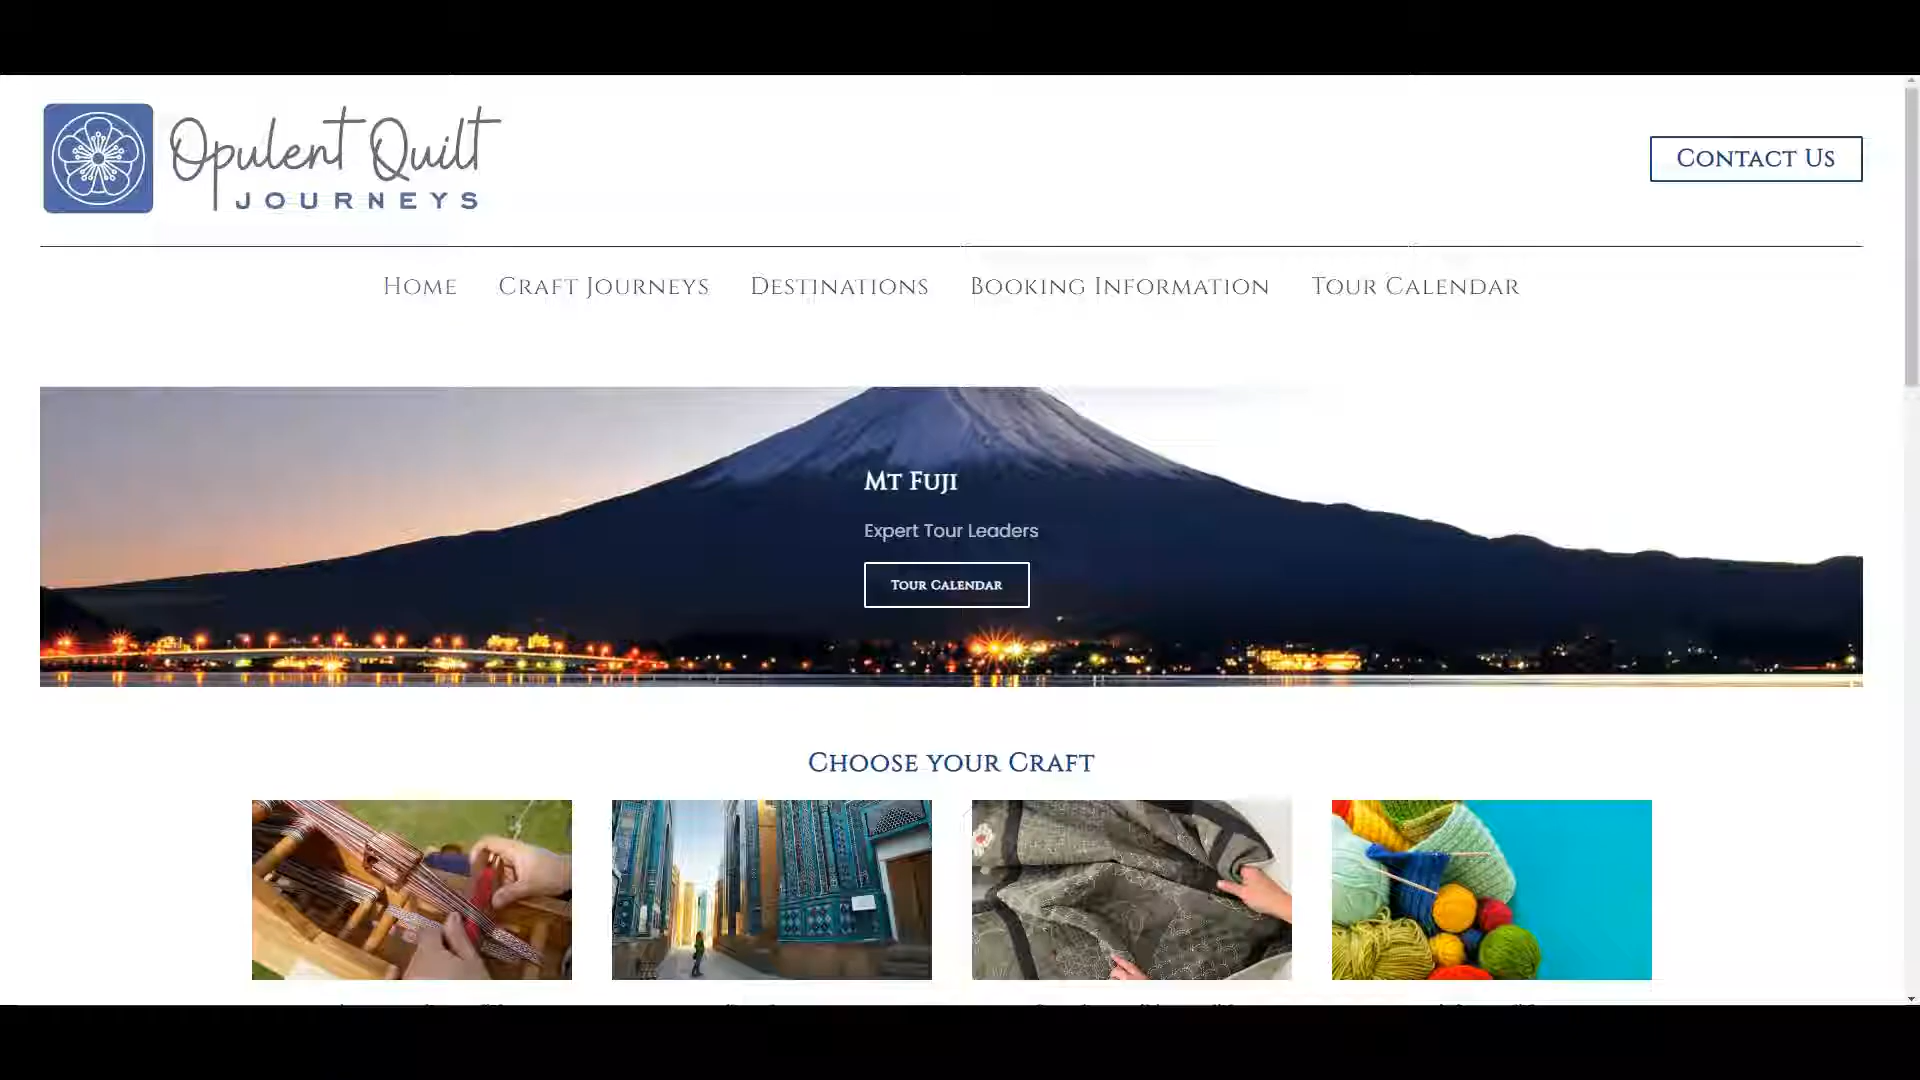 Opulent Quilt
JOURNEYS
Contact Us
Home
Craft Journeys
Destinations
Booking Information
Tour Calendar
Mt Fuji
Expert Tour Leaders
Tour Calendar
Choose your Craft